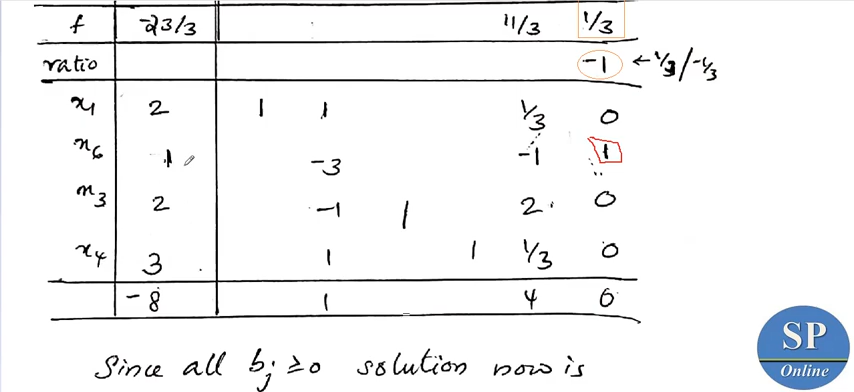 f -23/3 11/3 1/3
ratio -1 ← 1/3/-1/3
x1 2 1 1 1/3 0
x6 1 -3 -1 1
x3 2 -1 1 2 0
x4 3 1 1 1/3 0
-8 1 4 0
Since all bj ≥0 solution now is
SP
Online